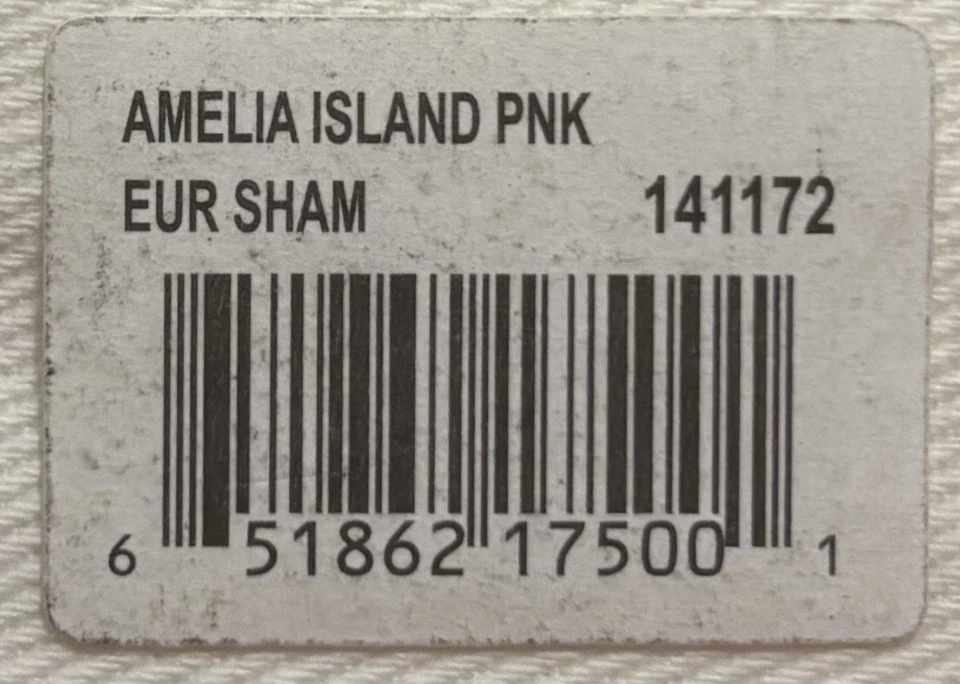 AMELIA ISLAND PNK
EUR SHAM 141172
6 51862 17500 1